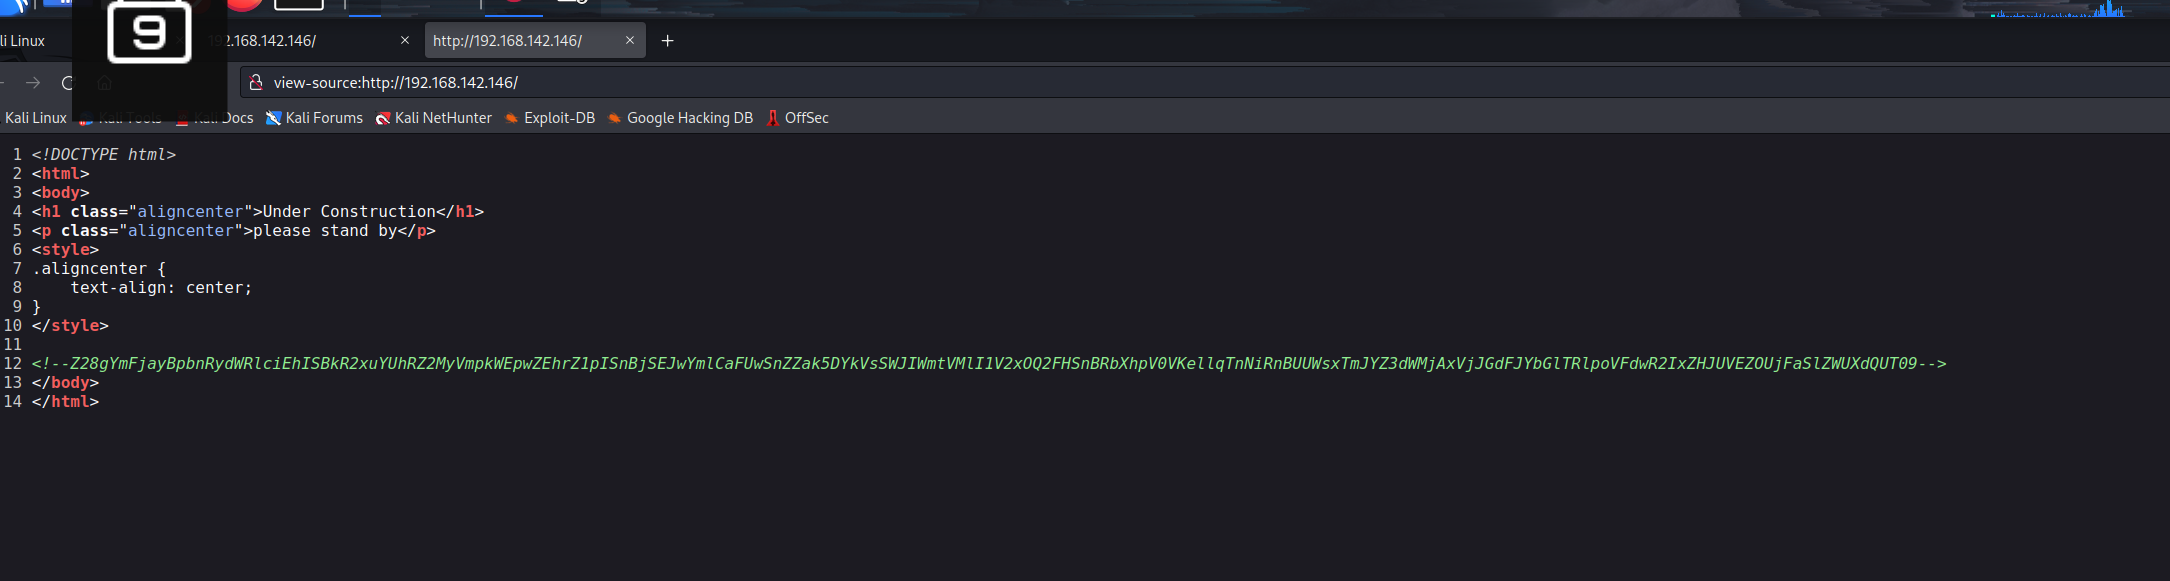 9
li Linux
192.168.142.146/ × http://192.168.142.146/ × +
view-source:http://192.168.142.146/
Kali Linux Kali Tools Kali Docs Kali Forums Kali NetHunter Exploit-DB Google Hacking DB OffSec
1 <!DOCTYPE html>
2 <html>
3 <body>
4 <h1 class="aligncenter">Under Construction</h1>
5 <p class="aligncenter">please stand by</p>
6 <style>
7 .aligncenter {
8     text-align: center;
9 }
10 </style>
11
12 <!--Z28gYmFjayBpbnRydWRlciEhISBkR2xuYUhRZ2MyVmpkWEpwZEhrZ1pISnBjSEJwYmlCaFUwSnZZak5DYkVsSWJIWmtVMlI1V2xOQ2FHSnBRbXhpV0VKellqTnNiRnBUUWsxTmJYZ3dWMjAxVjJGdFJYbGlTRlpoVFdwR2IxZHJUVEZOUjFaSlZWUXdQUT09-->
13 </body>
14 </html>